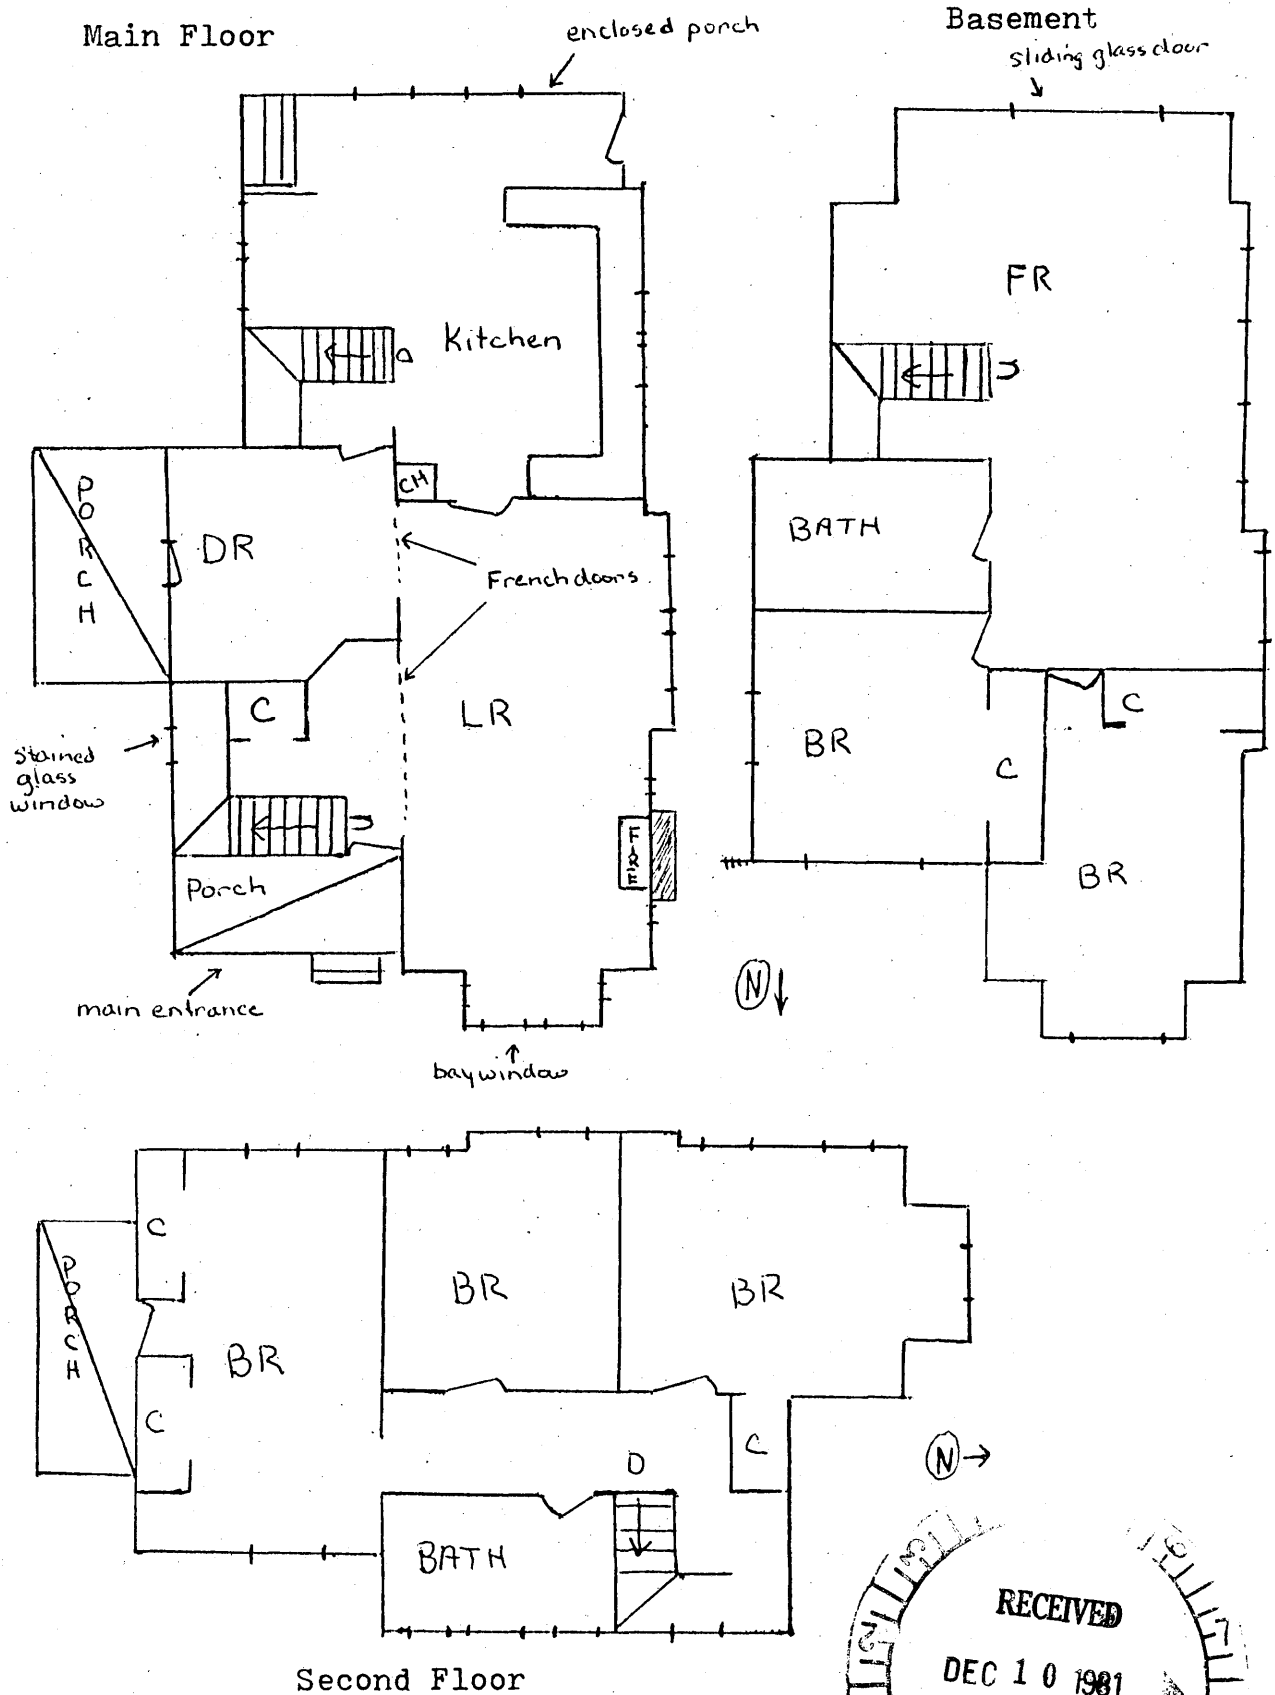 Main Floor
enclosed porch
Kitchen
D
CH
PORCH
DR
French doors
C
LR
Stained
glass
window
U
FIRE
Porch
main entrance
bay window
Basement
sliding glass door
FR
U
BATH
BR
C
C
BR
N
PORCH
C
BR
BR
BR
C
D
C
N
BATH
Second Floor
RECEIVED
DEC 10 1981